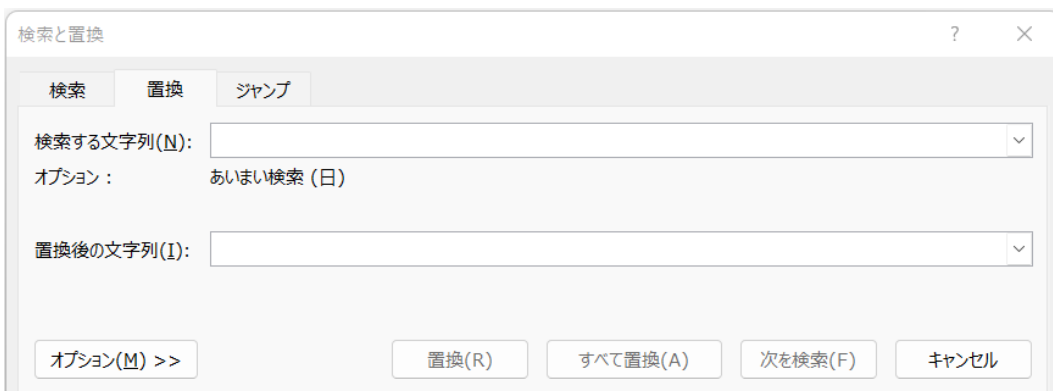 検索と置換 ? ×
検索 置換 ジャンプ
検索する文字列(N):
オプション : あいまい検索 (日)
置換後の文字列(I):
オプション(M) >> 置換(R) すべて置換(A) 次を検索(F) キャンセル